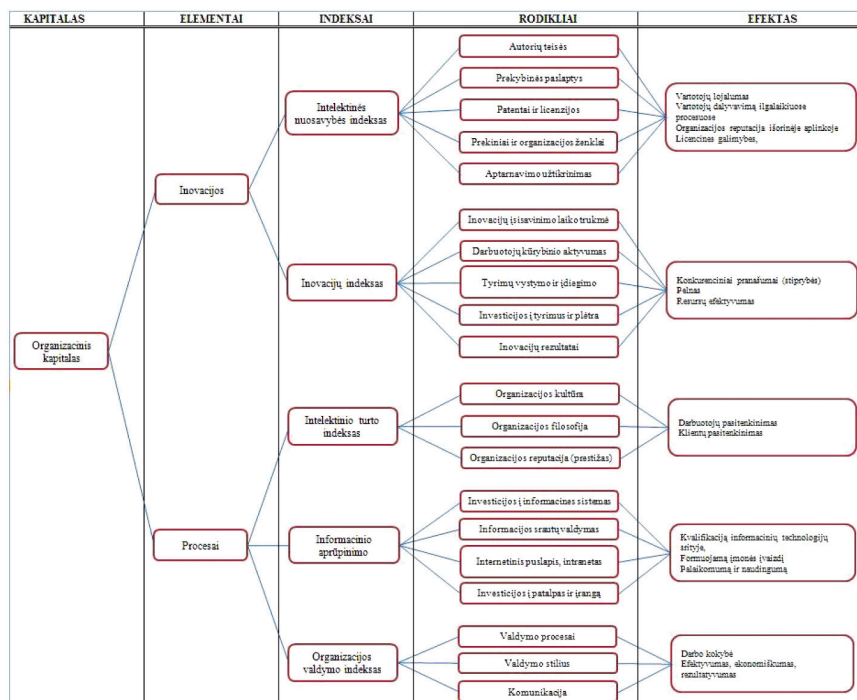 KAPITALAS
ELEMENTAI
INDEKSAI
RODIKLIAI
EFEKTAS
Organizacinis
kapitalas
Inovacijos
Procesai
Intelektinės
nuosavybės indeksas
Inovacijų indeksas
Intelektinio turto
indeksas
Informacinio
aprūpinimo
Organizacijos
valdymo indeksas
Autorių teisės
Prekybinės paslaptys
Patentai ir licenzijos
Prekiniai ir organizacijos ženklai
Aptarnavimo užtikrinimas
Inovacijų įsisavinimo laiko trukmė
Darbuotojų kūrybinio aktyvumas
Tyrimų vystymo ir įdiegimo
Investicijos į tyrimus ir plėtra
Inovacijų rezultatai
Organizacijos kultūra
Organizacijos filosofija
Organizacijos reputacija (prestižas)
Investicijos į informacines sistemas
Informacijos srautų valdymas
Internetinis puslapis, intranetas
Investicijos į patalpas ir įrangą
Valdymo procesai
Valdymo stilius
Komunikacija
Vartotojų lojalumas
Vartotojų dalyvavimą ilgalaikiuose
procesuose
Organizacijos reputacija išorinėje aplinkoje
Licencines galimybes,
Konkurenciniai pranašumai (stiprybės)
Pelnas
Resursų efektyvumas
Darbuotojų pasitenkinimas
Klientų pasitenkinimas
Kvalifikaciją informacinių technologijų
srityje,
Formuojamą įmonės įvaizdį
Palaikomumą ir naudingumą
Darbo kokybė
Efektyvumas, ekonomiškumas,
rezultatyvumas